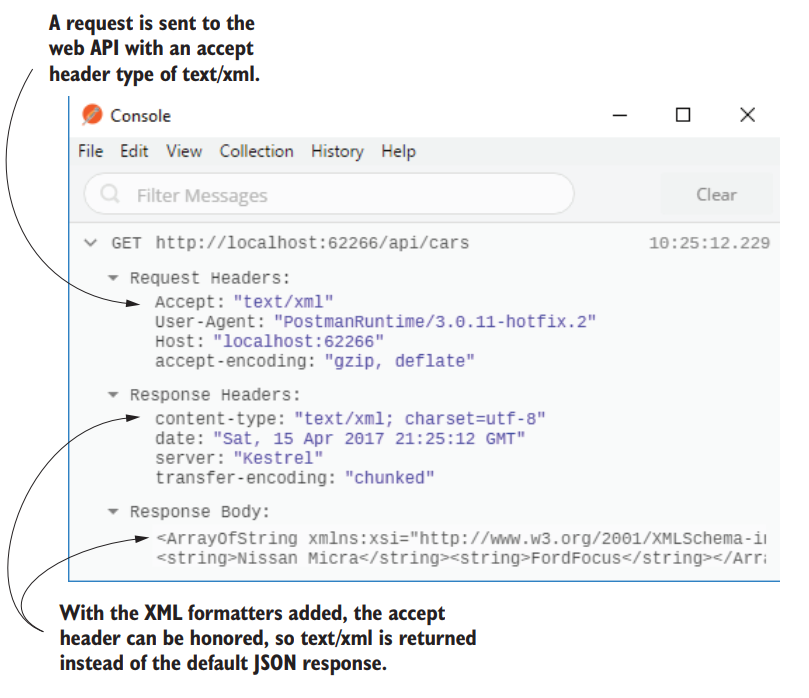 A request is sent to the
web API with an accept
header type of text/xml.
Console
File Edit View Collection History Help
Filter Messages
Clear
GET http://localhost:62266/api/cars 10:25:12.229
Request Headers:
Accept: "text/xml"
User-Agent: "PostmanRuntime/3.0.11-hotfix.2"
Host: "localhost:62266"
accept-encoding: "gzip, deflate"
Response Headers:
content-type: "text/xml; charset=utf-8"
date: "Sat, 15 Apr 2017 21:25:12 GMT"
server: "Kestrel"
transfer-encoding: "chunked"
Response Body:
<ArrayOfString xmlns:xsi="http://www.w3.org/2001/XMLSchema-i
<string>Nissan Micra</string><string>FordFocus</string></Arra
With the XML formatters added, the accept
header can be honored, so text/xml is returned
instead of the default JSON response.